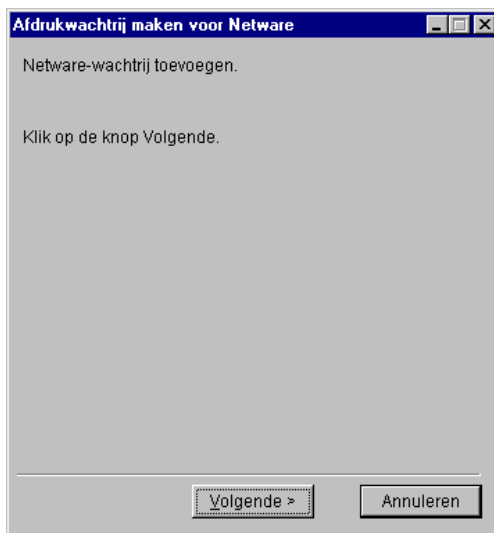 Afdrukwachtrij maken voor Netware
Netware-wachtrij toevoegen.
Klik op de knop Volgende.
Volgende >
Annuleren